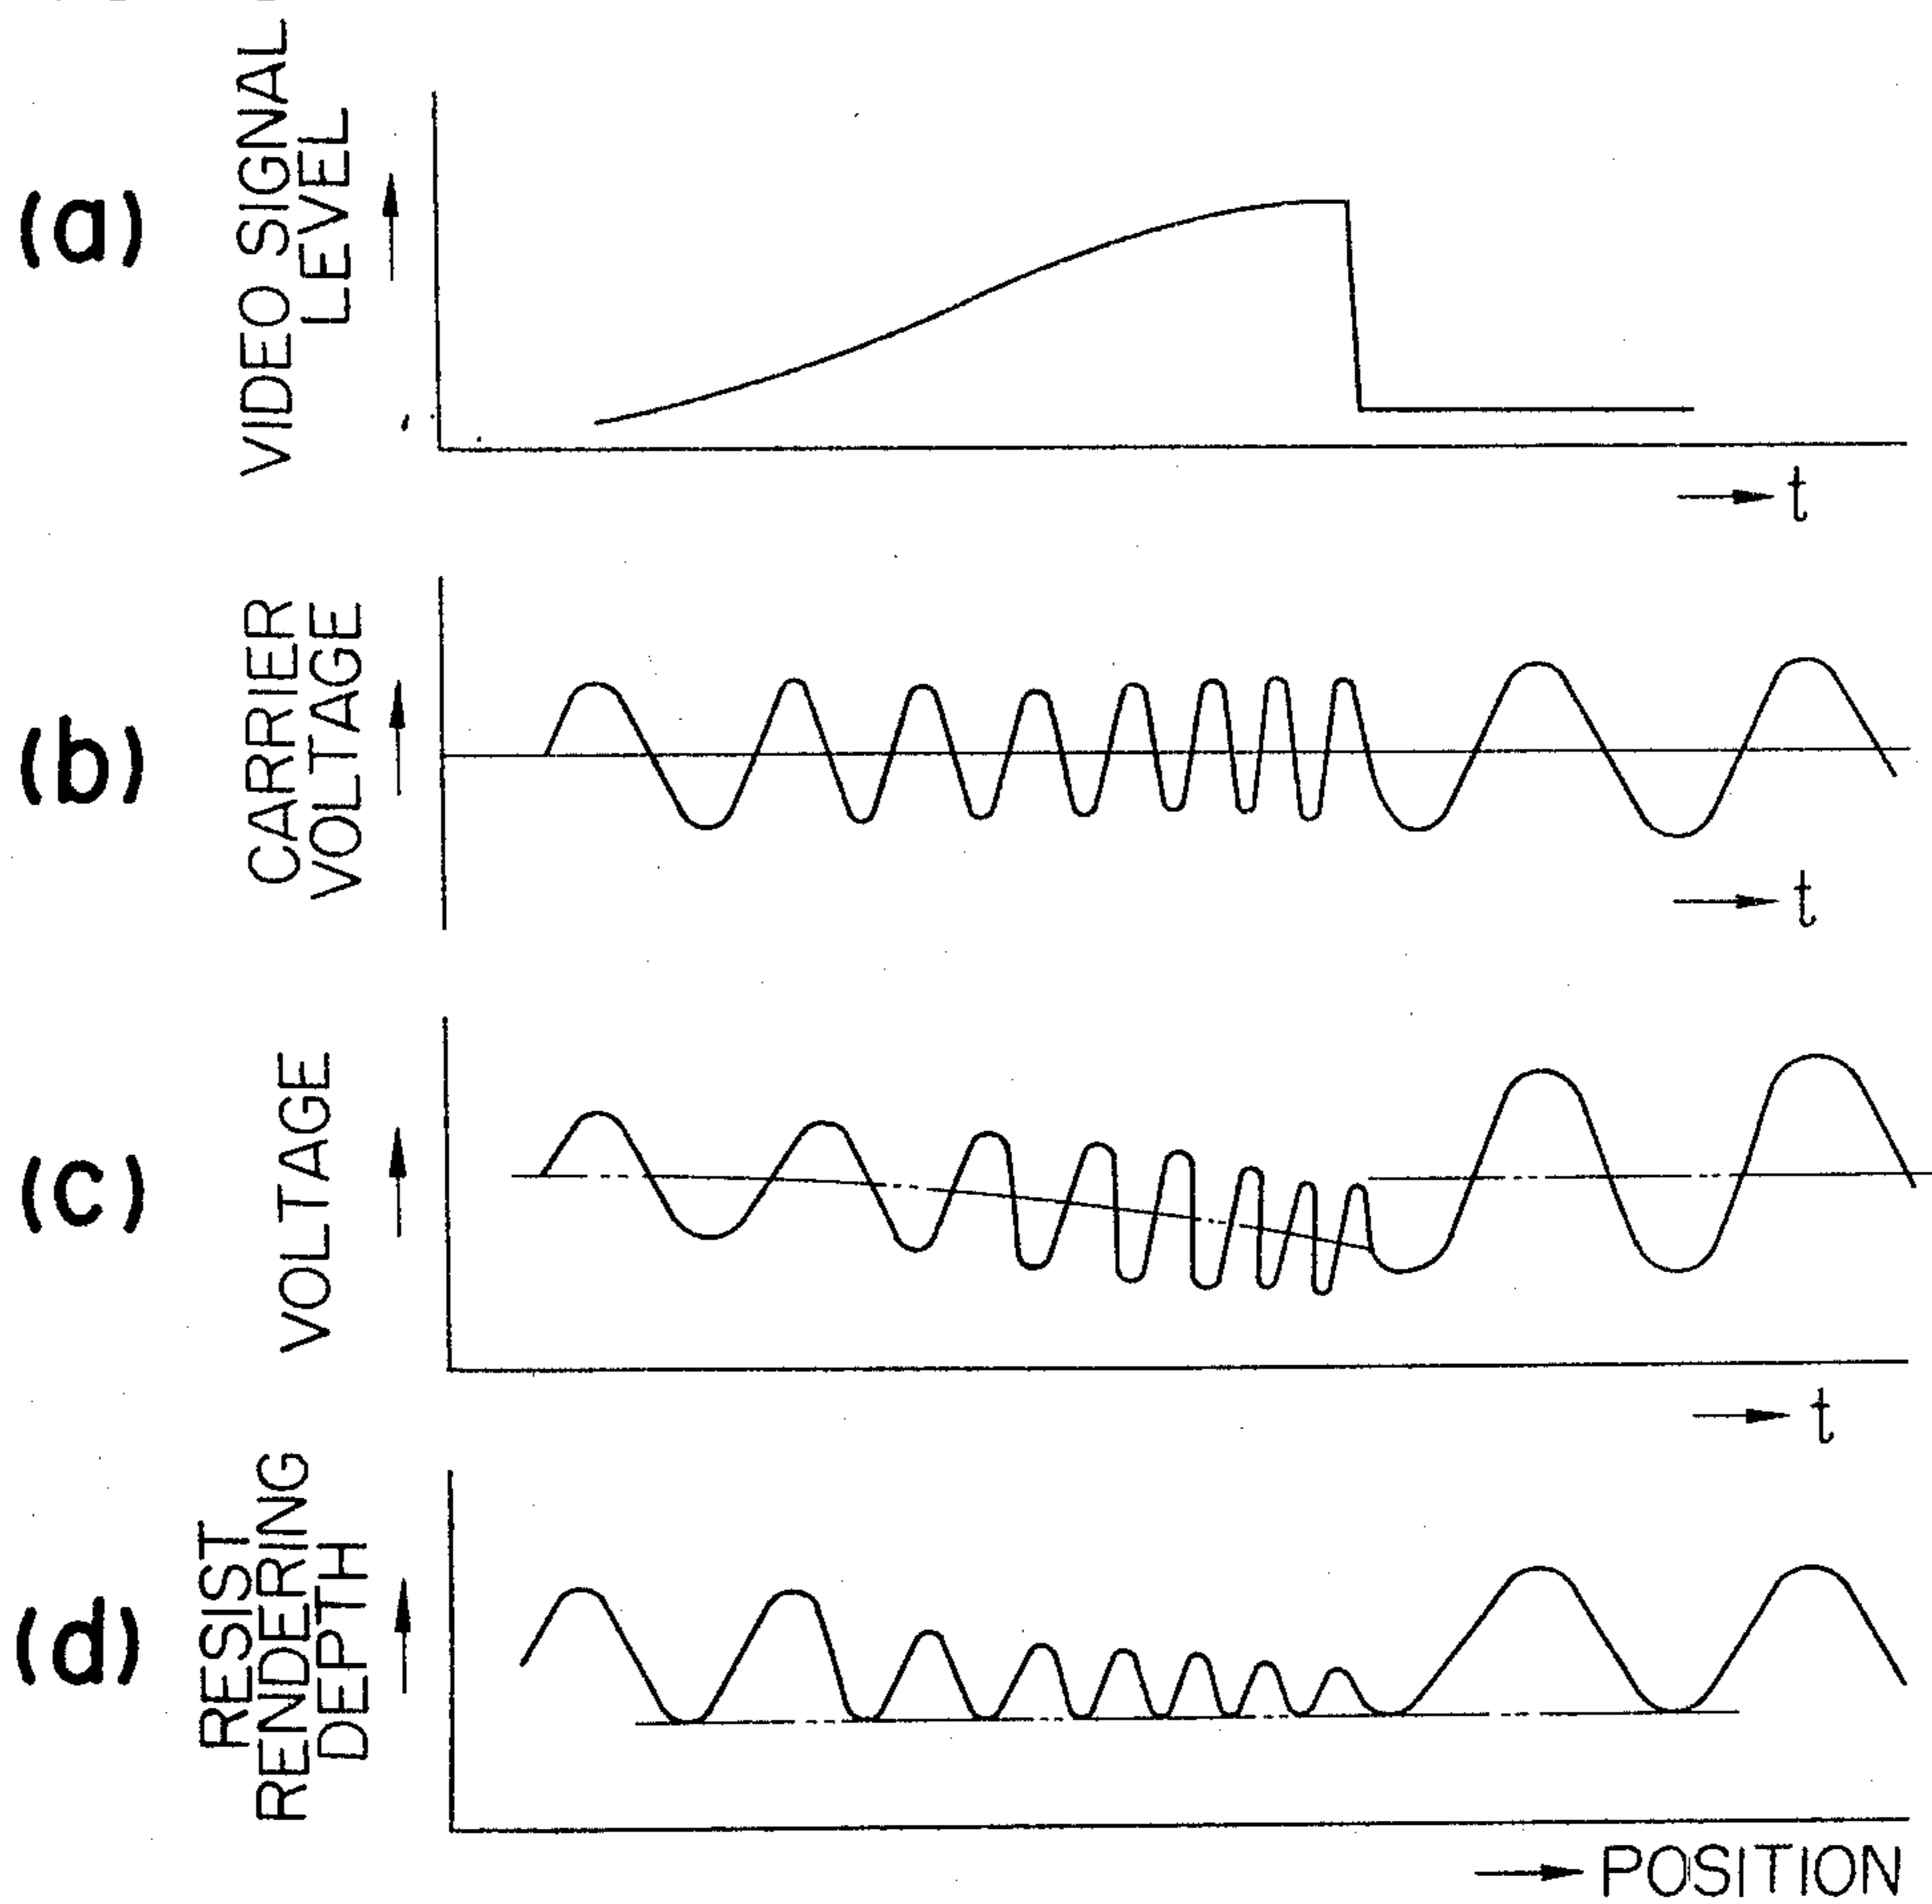 (a)
VIDEO SIGNAL
LEVEL
t
(b)
CARRIER
VOLTAGE
t
(c)
VOLTAGE
t
(d)
RESIST
RENDERING
DEPTH
POSITION